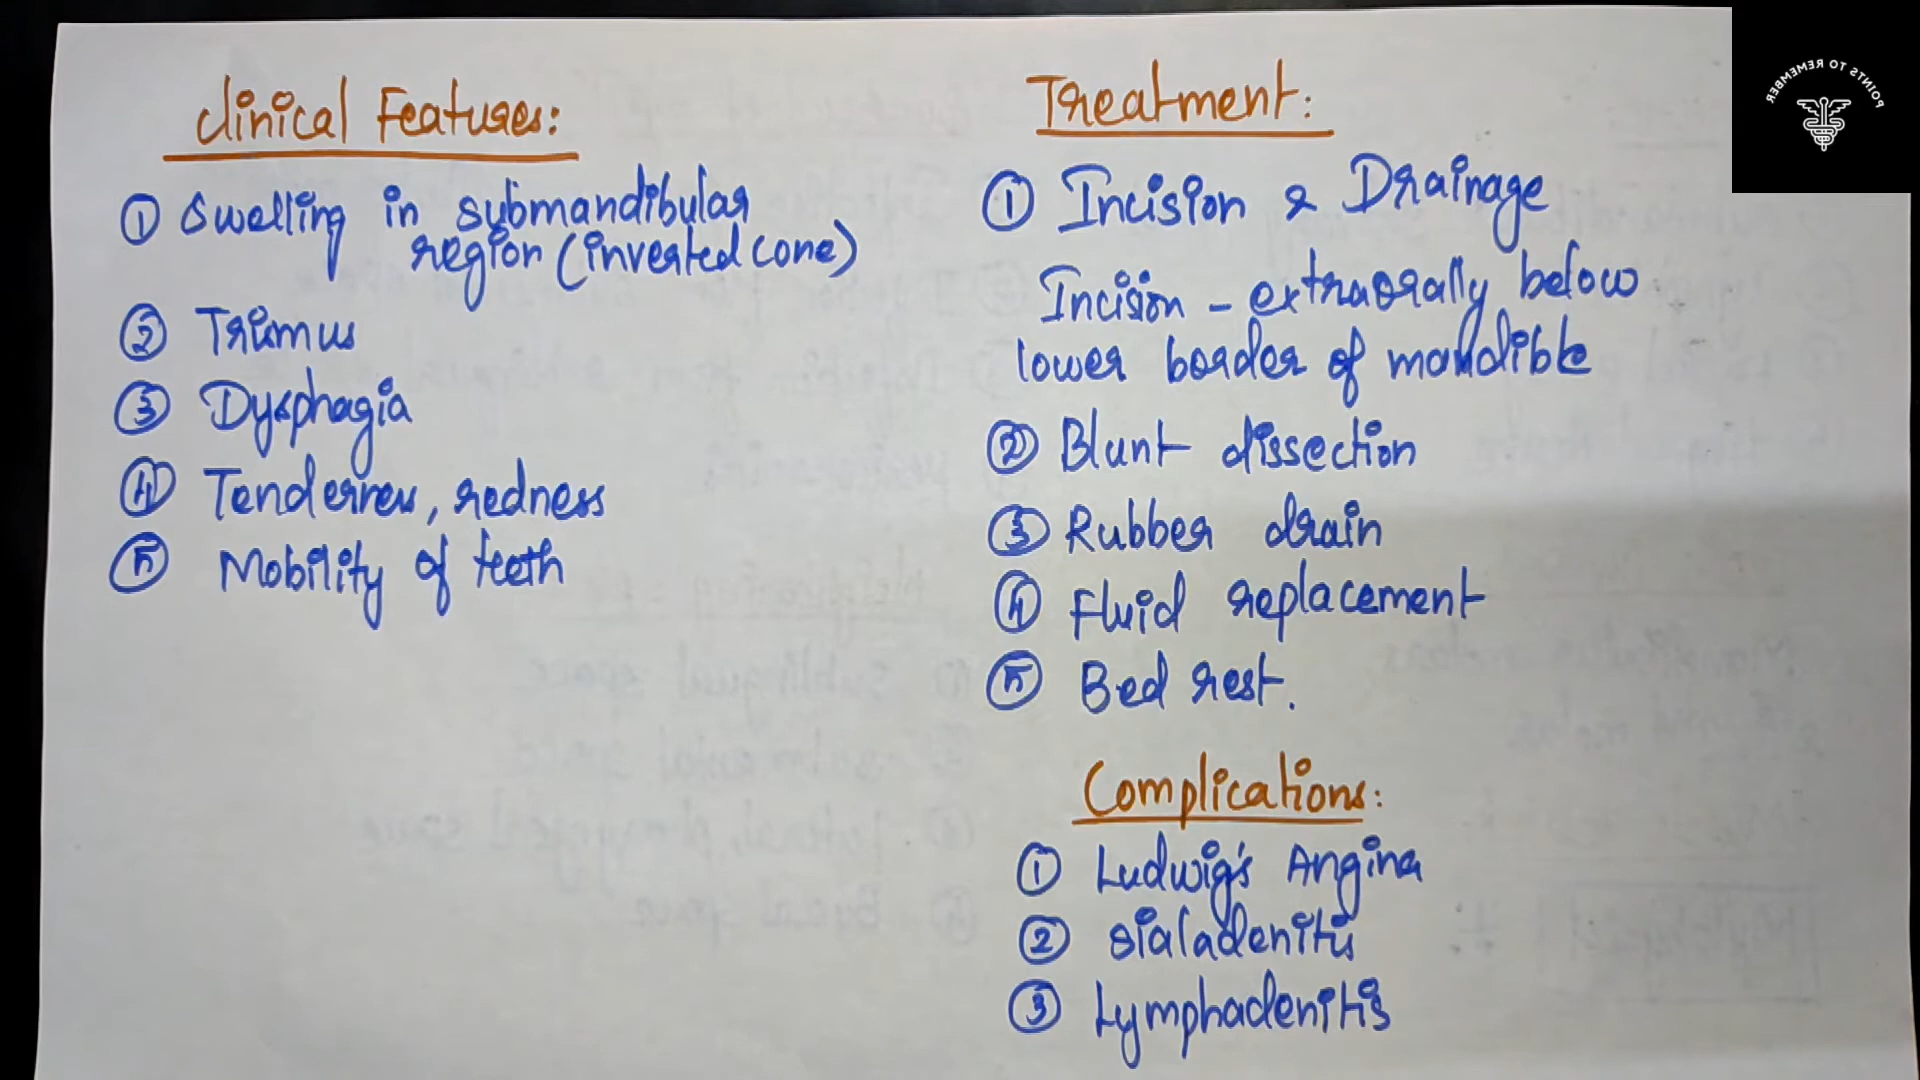 Clinical Features:
① Swelling in submandibular
region (inverted cone)
② Trismus
③ Dysphagia
④ Tenderness, redness
⑤ Mobility of teeth
Treatment:
① Incision & Drainage
Incision - extraorally below
lower border of mandible
② Blunt dissection
③ Rubber drain
④ Fluid replacement
⑤ Bed rest.
Complications:
① Ludwig's Angina
② sialadenitis
③ Lymphadenitis
POINTS TO REMEMBER